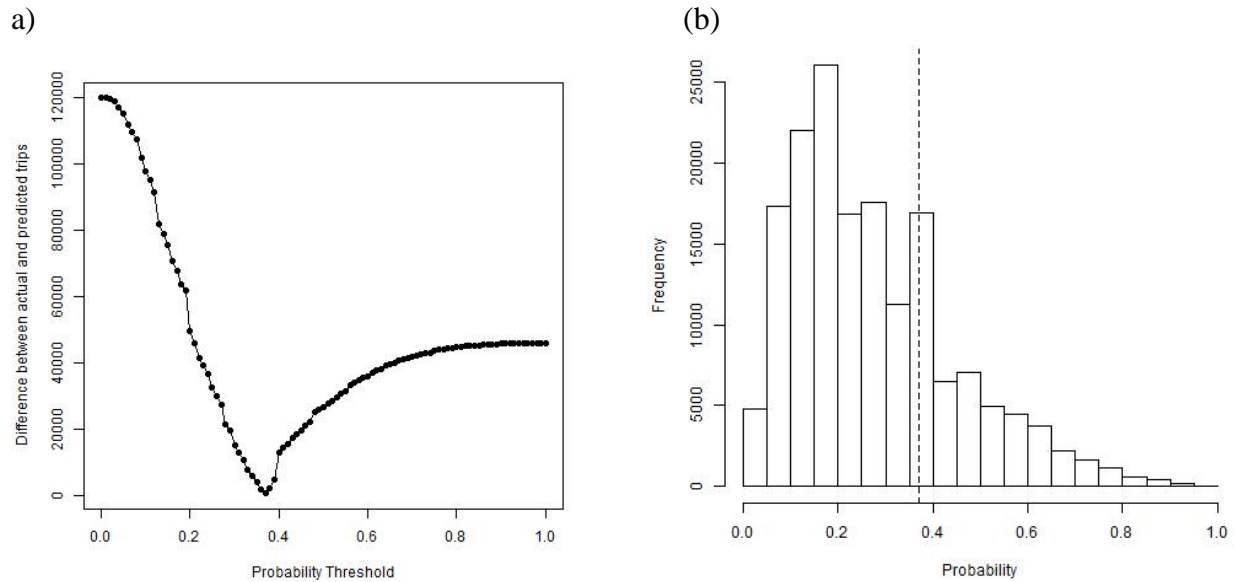 a)
(b)
Difference between actual and predicted trips
120000
100000
80000
60000
40000
20000
0
0.0 0.2 0.4 0.6 0.8 1.0
Probability Threshold
Frequency
25000
20000
15000
10000
5000
0
0.0 0.2 0.4 0.6 0.8 1.0
Probability